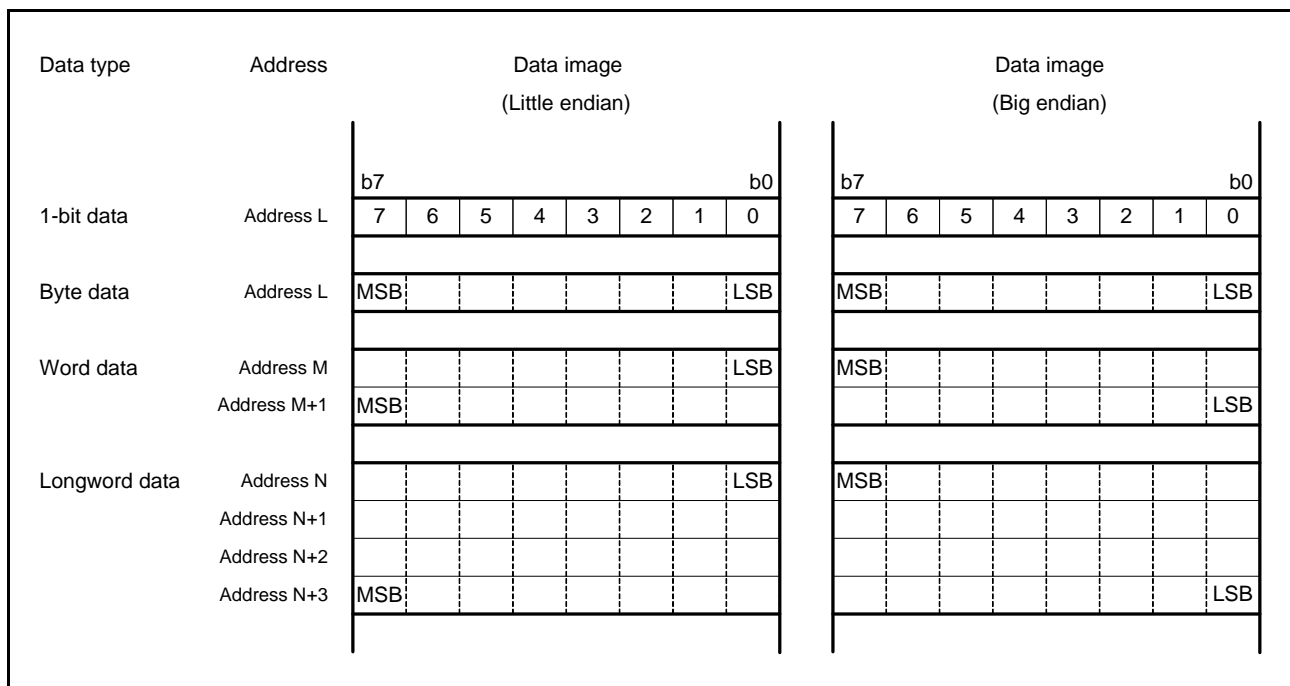 Data type Address Data image Data image
(Little endian) (Big endian)
b7 b0 b7 b0
1-bit data Address L 7 6 5 4 3 2 1 0 7 6 5 4 3 2 1 0
Byte data Address L MSB LSB MSB LSB
Word data Address M LSB MSB
Address M+1 MSB LSB
Longword data Address N LSB MSB
Address N+1
Address N+2
Address N+3 MSB LSB